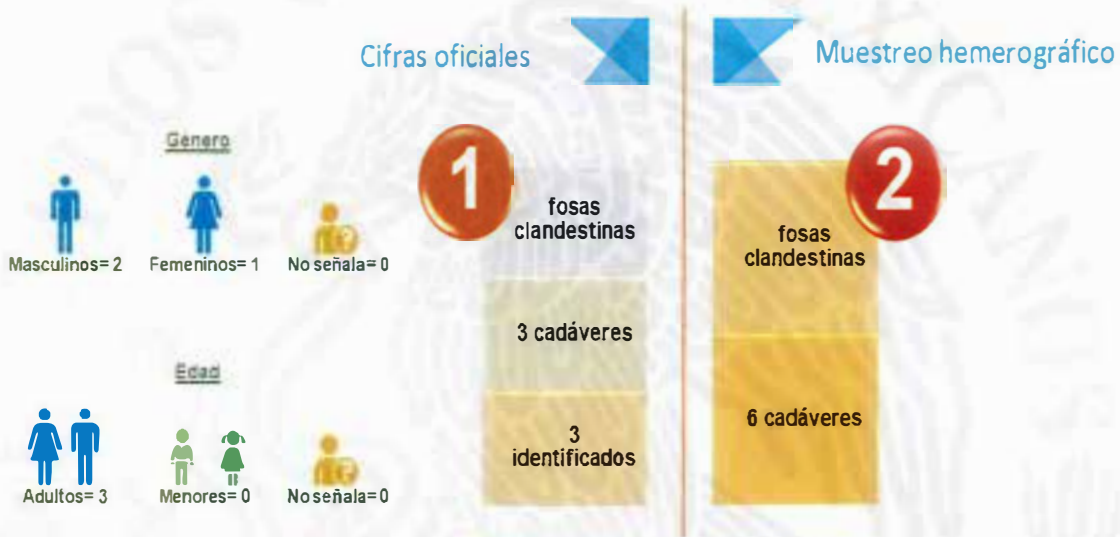 Cifras oficiales
Muestreo hemerográfico
Género
Masculinos= 2
Femeninos= 1
No señala= 0
Edad
Adultos= 3
Menores= 0
No señala= 0
1
fosas
clandestinas
3 cadáveres
3
identificados
2
fosas
clandestinas
6 cadáveres